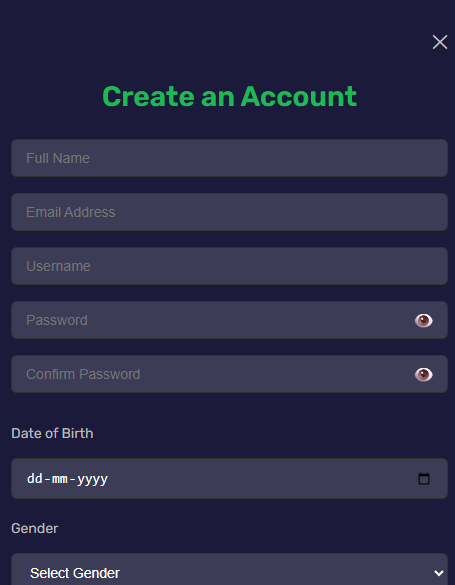 Create an Account
Full Name
Email Address
Username
Password
Confirm Password
Date of Birth
dd-mm-yyyy
Gender
Select Gender